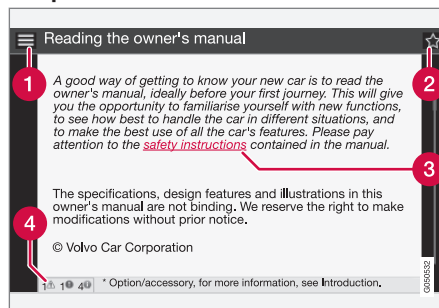 Reading the owner's manual
1
2
A good way of getting to know your new car is to read the
owner's manual, ideally before your first journey. This will give
you the opportunity to familiarise yourself with new functions,
to see how best to handle the car in different situations, and
to make the best use of all the car's features. Please pay
attention to the safety instructions contained in the manual.
3
The specifications, design features and illustrations in this
owner's manual are not binding. We reserve the right to make
modifications without prior notice.
4
© Volvo Car Corporation
1 1 4 * Option/accessory, for more information, see Introduction.
G050532